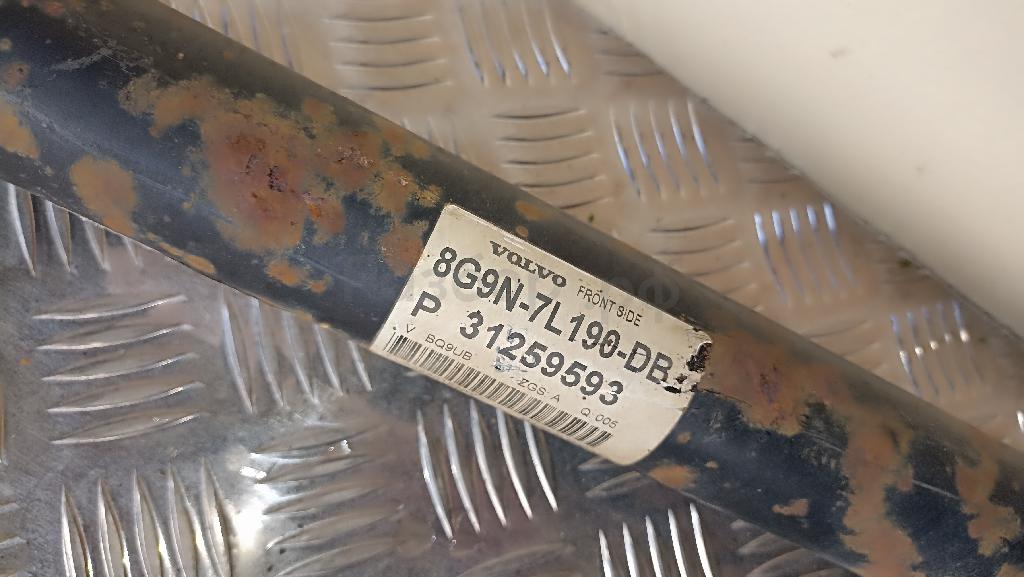 VOLVO FRONT SIDE
8G9N-7L190-DB
P 31259593
V BQ9UB ZGS A Q 005